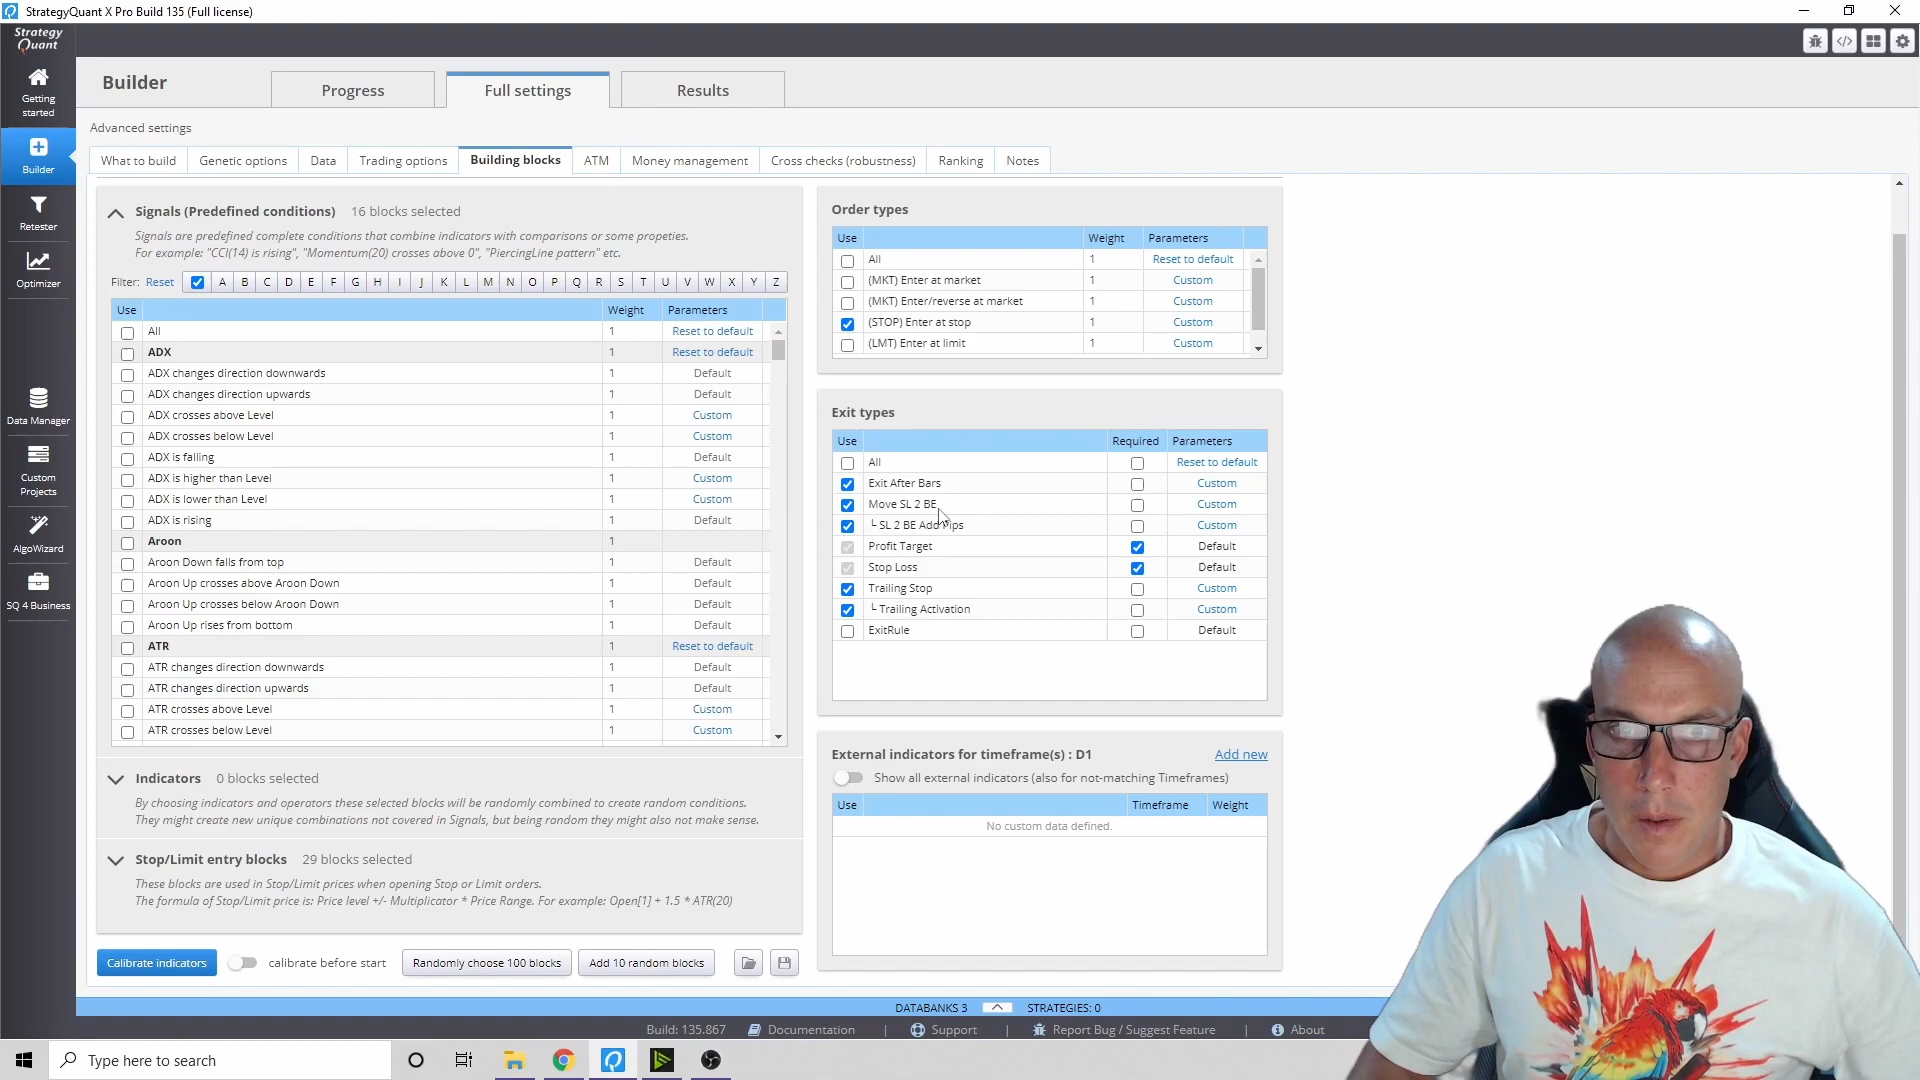 StrategyQuant X Pro Build 135 (Full license)
Strategy
Quant
Getting
started
Builder
Retester
Optimizer
Data Manager
Custom
Projects
AlgoWizard
SQ 4 Business
Builder
Progress
Full settings
Results
Advanced settings
What to build
Genetic options
Data
Trading options
Building blocks
ATM
Money management
Cross checks (robustness)
Ranking
Notes
Signals (Predefined conditions) 16 blocks selected
Signals are predefined complete conditions that combine indicators with comparisons or some propeties.
For example: "CCI(14) is rising", "Momentum(20) crosses above 0", "PiercingLine pattern" etc.
Filter: Reset A B C D E F G H I J K L M N O P Q R S T U V W X Y Z
Use Weight Parameters
All 1 Reset to default
ADX 1 Reset to default
ADX changes direction downwards 1 Default
ADX changes direction upwards 1 Default
ADX crosses above Level 1 Custom
ADX crosses below Level 1 Custom
ADX is falling 1 Default
ADX is higher than Level 1 Custom
ADX is lower than Level 1 Custom
ADX is rising 1 Default
Aroon 1
Aroon Down falls from top 1 Default
Aroon Up crosses above Aroon Down 1 Default
Aroon Up crosses below Aroon Down 1 Default
Aroon Up rises from bottom 1 Default
ATR 1 Reset to default
ATR changes direction downwards 1 Default
ATR changes direction upwards 1 Default
ATR crosses above Level 1 Custom
ATR crosses below Level 1 Custom
Indicators 0 blocks selected
By choosing indicators and operators these selected blocks will be randomly combined to create random conditions.
They might create new unique combinations not covered in Signals, but being random they might also not make sense.
Stop/Limit entry blocks 29 blocks selected
These blocks are used in Stop/Limit prices when opening Stop or Limit orders.
The formula of Stop/Limit price is: Price level +/- Multiplicator * Price Range. For example: Open[1] + 1.5 * ATR(20)
Calibrate indicators
calibrate before start
Randomly choose 100 blocks
Add 10 random blocks
Order types
Use Weight Parameters
All 1 Reset to default
(MKT) Enter at market 1 Custom
(MKT) Enter/reverse at market 1 Custom
(STOP) Enter at stop 1 Custom
(LMT) Enter at limit 1 Custom
Exit types
Use Required Parameters
All Reset to default
Exit After Bars Custom
Move SL 2 BE Custom
SL 2 BE Add Pips Custom
Profit Target Default
Stop Loss Default
Trailing Stop Custom
Trailing Activation Custom
ExitRule Default
External indicators for timeframe(s) : D1 Add new
Show all external indicators (also for not-matching Timeframes)
Use Timeframe Weight
No custom data defined.
DATABANKS 3 STRATEGIES: 0
Build: 135.867 Documentation | Support | Report Bug / Suggest Feature | About
Type here to search